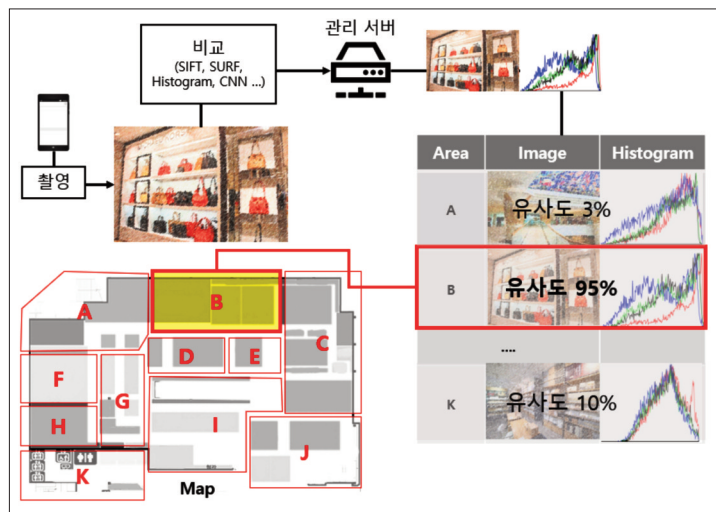 비교
(SIFT, SURF,
Histogram, CNN ...)
관리 서버
촬영
Area Image Histogram
A 유사도 3%
B 유사도 95%
....
K 유사도 10%
A
B
C
D
E
F
G
H
I
J
K
Map